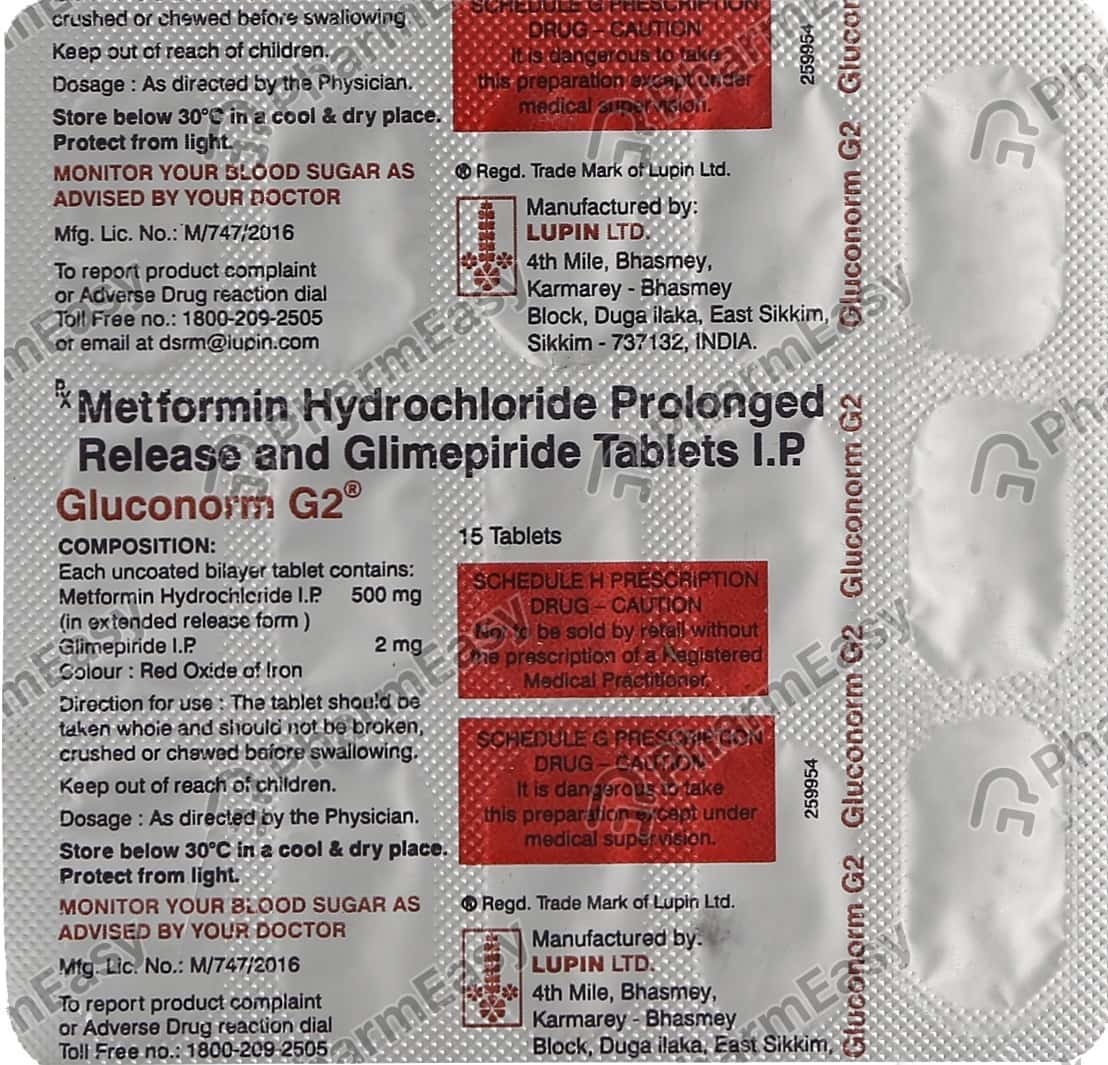 crushed or chewed before swallowing
Keep out of reach of children.
Dosage : As directed by the Physician.
Store below 30°C in a cool & dry place.
Protect from light.
MONITOR YOUR BLOOD SUGAR AS
ADVISED BY YOUR DOCTOR
Mfg. Lic. No.: M/747/2016
To report product complaint
or Adverse Drug reaction dial
Toll Free no.: 1800-209-2505
or email at dsrm@lupin.com
SCHEDULE G PRESCRIPTION
DRUG – CAUTION
It is dangerous to take
this preparation except under
medical supervision.
259954
® Regd. Trade Mark of Lupin Ltd.
Manufactured by:
LUPIN LTD.
4th Mile, Bhasmey,
Karmarey - Bhasmey
Block, Duga ilaka, East Sikkim,
Sikkim - 737132, INDIA.
Rx Metformin Hydrochloride Prolonged
Release and Glimepiride Tablets I.P.
Gluconorm G2®
COMPOSITION:
Each uncoated bilayer tablet contains:
Metformin Hydrochloride I.P. 500 mg
(in extended release form )
Glimepiride I.P. 2 mg
Colour : Red Oxide of Iron
Direction for use : The tablet should be
taken whole and should not be broken,
crushed or chewed before swallowing.
Keep out of reach of children.
Dosage : As directed by the Physician.
Store below 30°C in a cool & dry place.
Protect from light.
MONITOR YOUR BLOOD SUGAR AS
ADVISED BY YOUR DOCTOR
Mfg. Lic. No.: M/747/2016
To report product complaint
or Adverse Drug reaction dial
Toll Free no.: 1800-209-2505
15 Tablets
SCHEDULE H PRESCRIPTION
DRUG – CAUTION
Not to be sold by retail without
the prescription of a Registered
Medical Practitioner.
SCHEDULE G PRESCRIPTION
DRUG – CAUTION
It is dangerous to take
this preparation except under
medical supervision.
259954
® Regd. Trade Mark of Lupin Ltd.
Manufactured by:
LUPIN LTD.
4th Mile, Bhasmey,
Karmarey - Bhasmey
Block, Duga ilaka, East Sikkim,
Gluconorm G2 Gluconorm G2 Gluconorm G2 Gluconorm G2 Gluconor
PharmEasy
PharmEasy
PharmEasy
PharmEasy
PharmEasy
PharmEasy